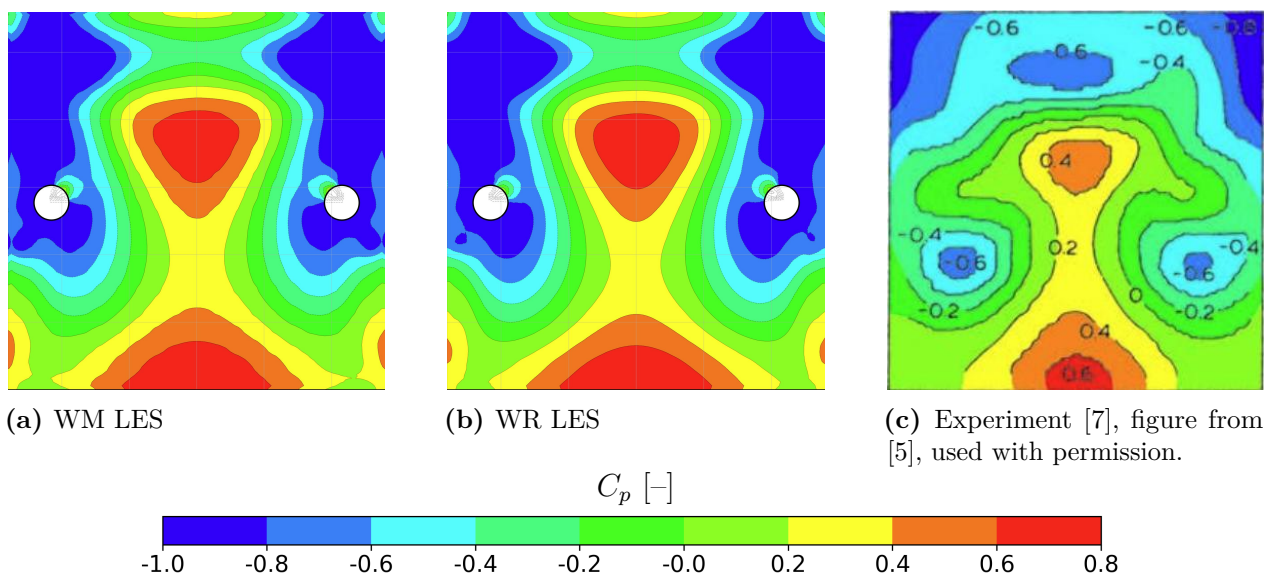 -0.6
-0.6
-0.8
-0.6
-0.4
0.4
-0.4
0.2
-0.4
-0.6
-0.6
0
-0.2
-0.2
0.4
0.6
(a) WM LES
(b) WR LES
(c) Experiment [7], figure from
[5], used with permission.
Cp [–]
-1.0 -0.8 -0.6 -0.4 -0.2 -0.0 0.2 0.4 0.6 0.8